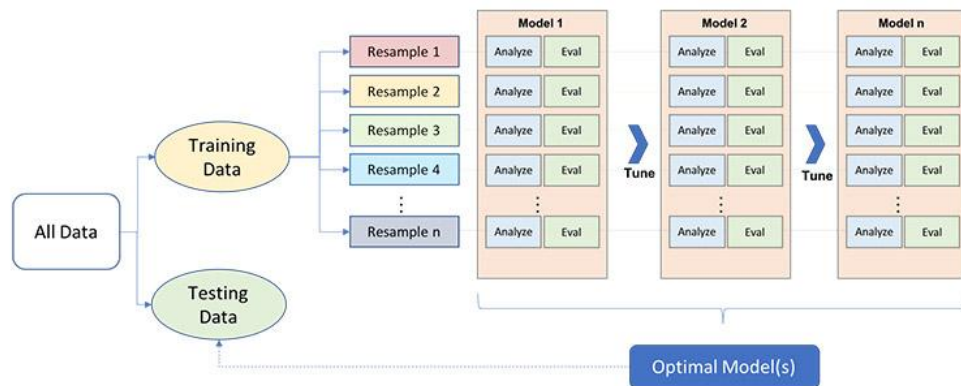 Model 1
Model 2
Model n
Resample 1
Analyze
Eval
Analyze
Eval
Analyze
Eval
Resample 2
Analyze
Eval
Analyze
Eval
Analyze
Eval
Training
Data
Resample 3
Analyze
Eval
Analyze
Eval
Analyze
Eval
Resample 4
Analyze
Eval
Tune
Analyze
Eval
Tune
Analyze
Eval
All Data
Resample n
Analyze
Eval
Analyze
Eval
Analyze
Eval
Testing
Data
Optimal Model(s)